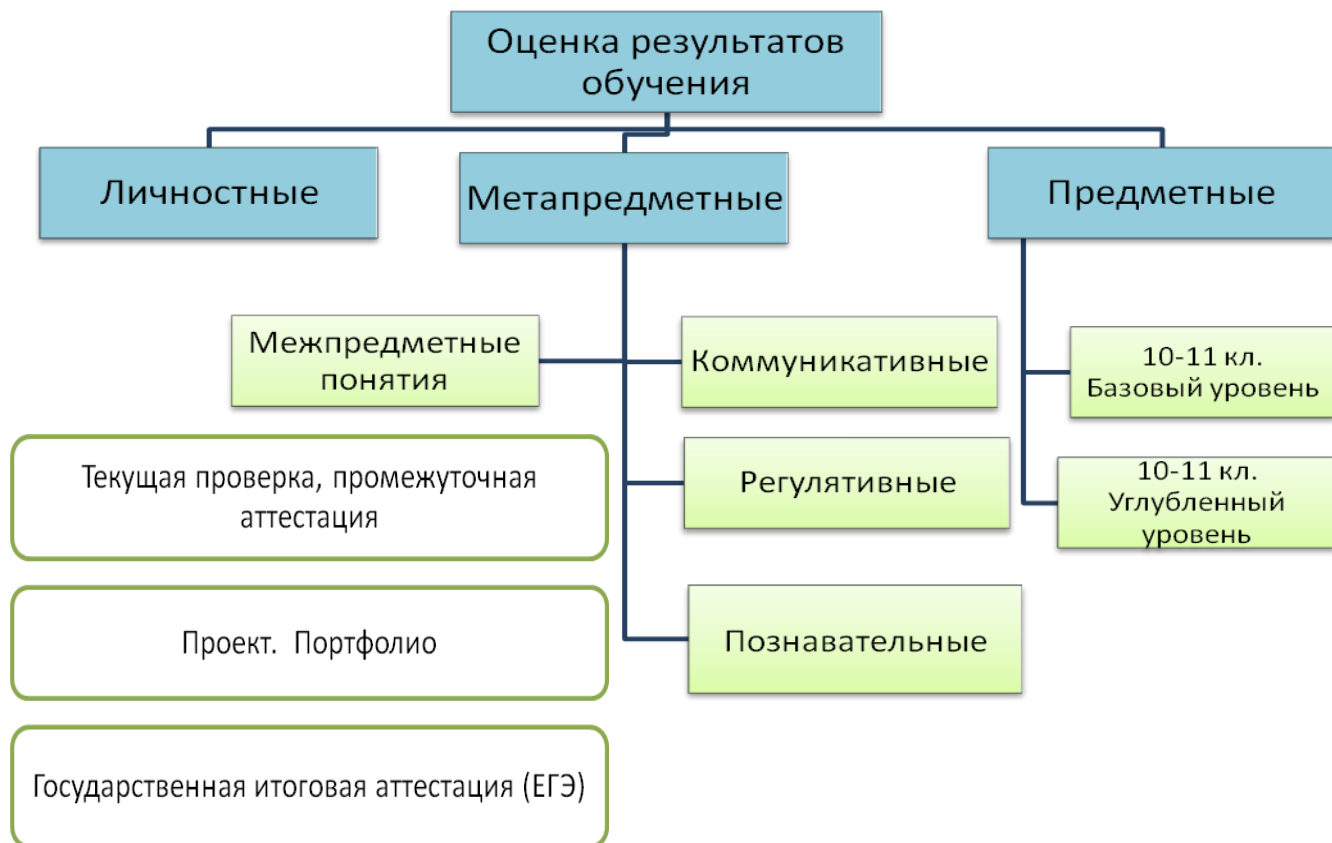 Оценка результатов
обучения
Личностные
Метапредметные
Предметные
Межпредметные
понятия
Коммуникативные
10-11 кл.
Базовый уровень
Текущая проверка, промежуточная
аттестация
Регулятивные
10-11 кл.
Углубленный
уровень
Проект.  Портфолио
Познавательные
Государственная итоговая аттестация (ЕГЭ)